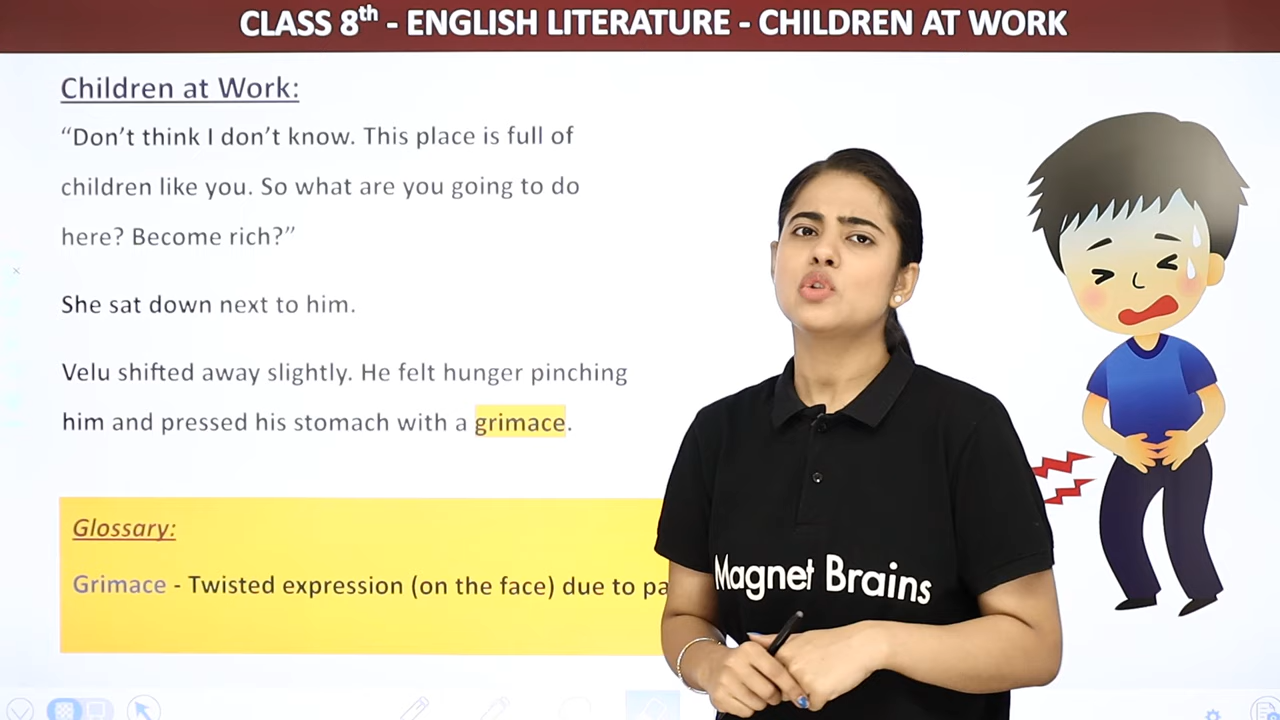 CLASS 8th - ENGLISH LITERATURE - CHILDREN AT WORK
Children at Work:
“Don’t think I don’t know. This place is full of
children like you. So what are you going to do
here? Become rich?”
She sat down next to him.
Velu shifted away slightly. He felt hunger pinching
him and pressed his stomach with a grimace.
Glossary:
Grimace - Twisted expression (on the face) due to
Magnet Brains